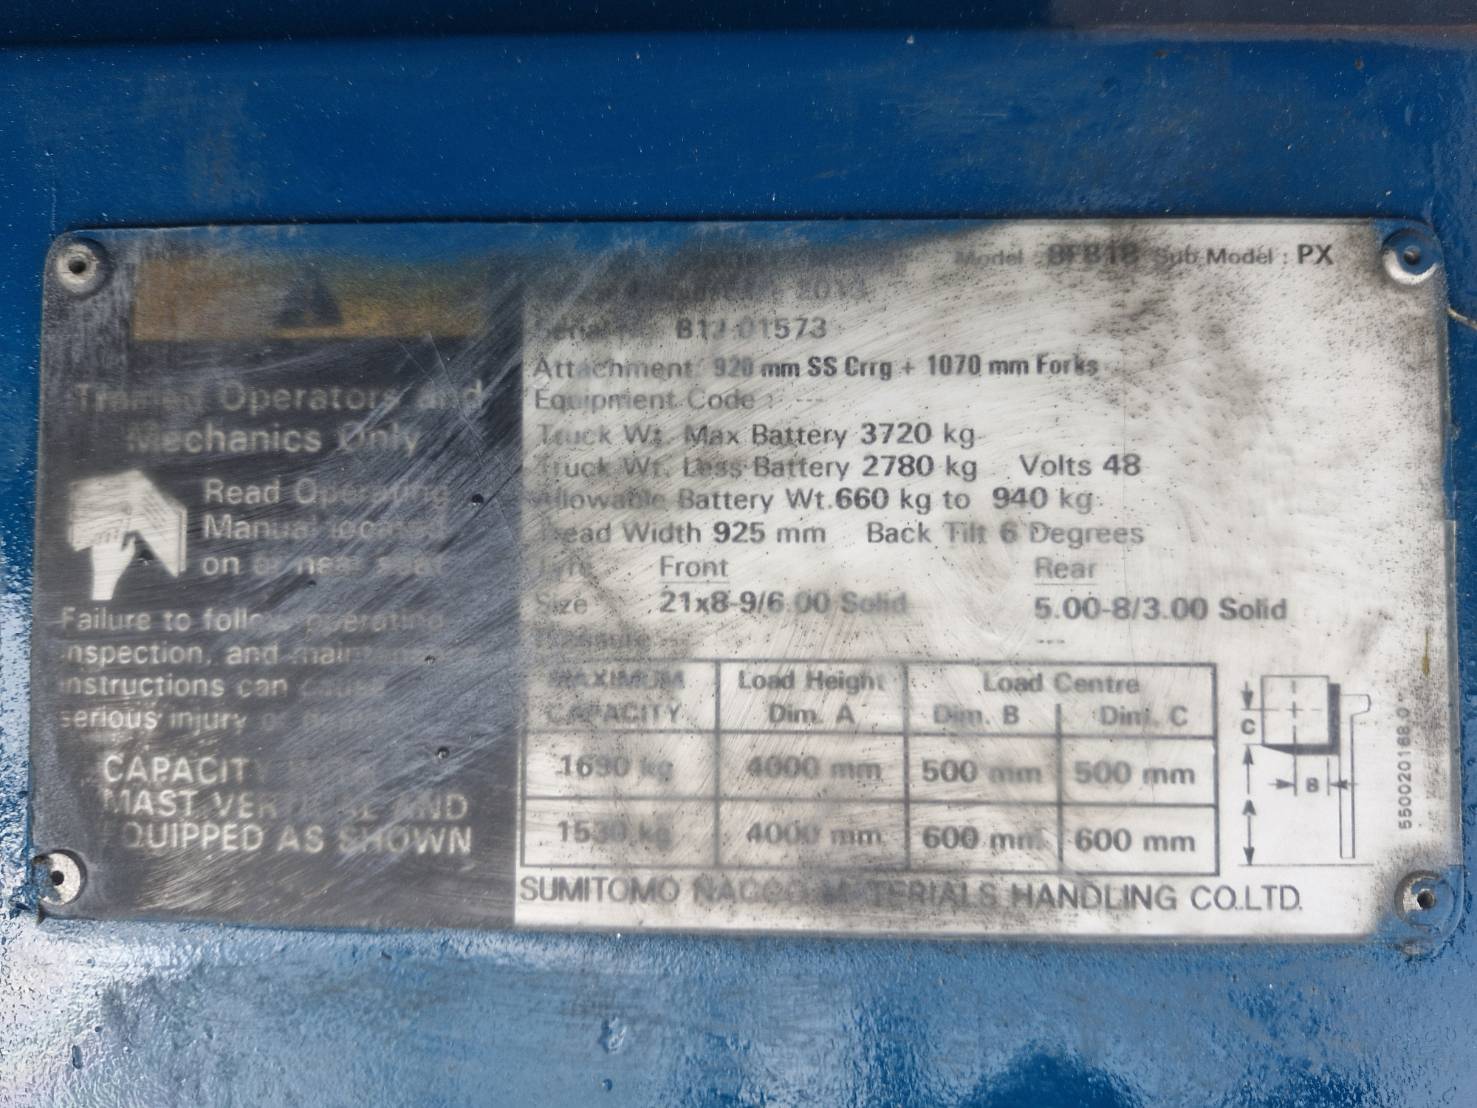 Trained Operators and
Mechanics Only
Read Operating
Manual located
on or near seat
Failure to follow operating
inspection, and maintenance
instructions can cause
serious injury or
CAPACITY
MAST VERTICAL AND
EQUIPPED AS SHOWN
Model : 8FB18 Sub Model : PX
Serial
Attachment: 920 mm SS Crrg + 1070 mm Forks
Equipment Code : ---
Truck Wt. Max Battery 3720 kg
Truck Wt. Less Battery 2780 kg Volts 48
Allowable Battery Wt. 660 kg to 940 kg
Tread Width 925 mm Back Tilt 6 Degrees
Tyre Front Rear
Size 21x8-9/6.00 Solid 5.00-8/3.00 Solid
Pressure --- ---
MAXIMUM CAPACITY Load Height Dim. A Load Centre Dim. B Dim. C
1690 kg 4000 mm 500 mm 500 mm
1530 kg 4000 mm 600 mm 600 mm
C
B
A
SUMITOMO NACCO MATERIALS HANDLING CO.LTD.